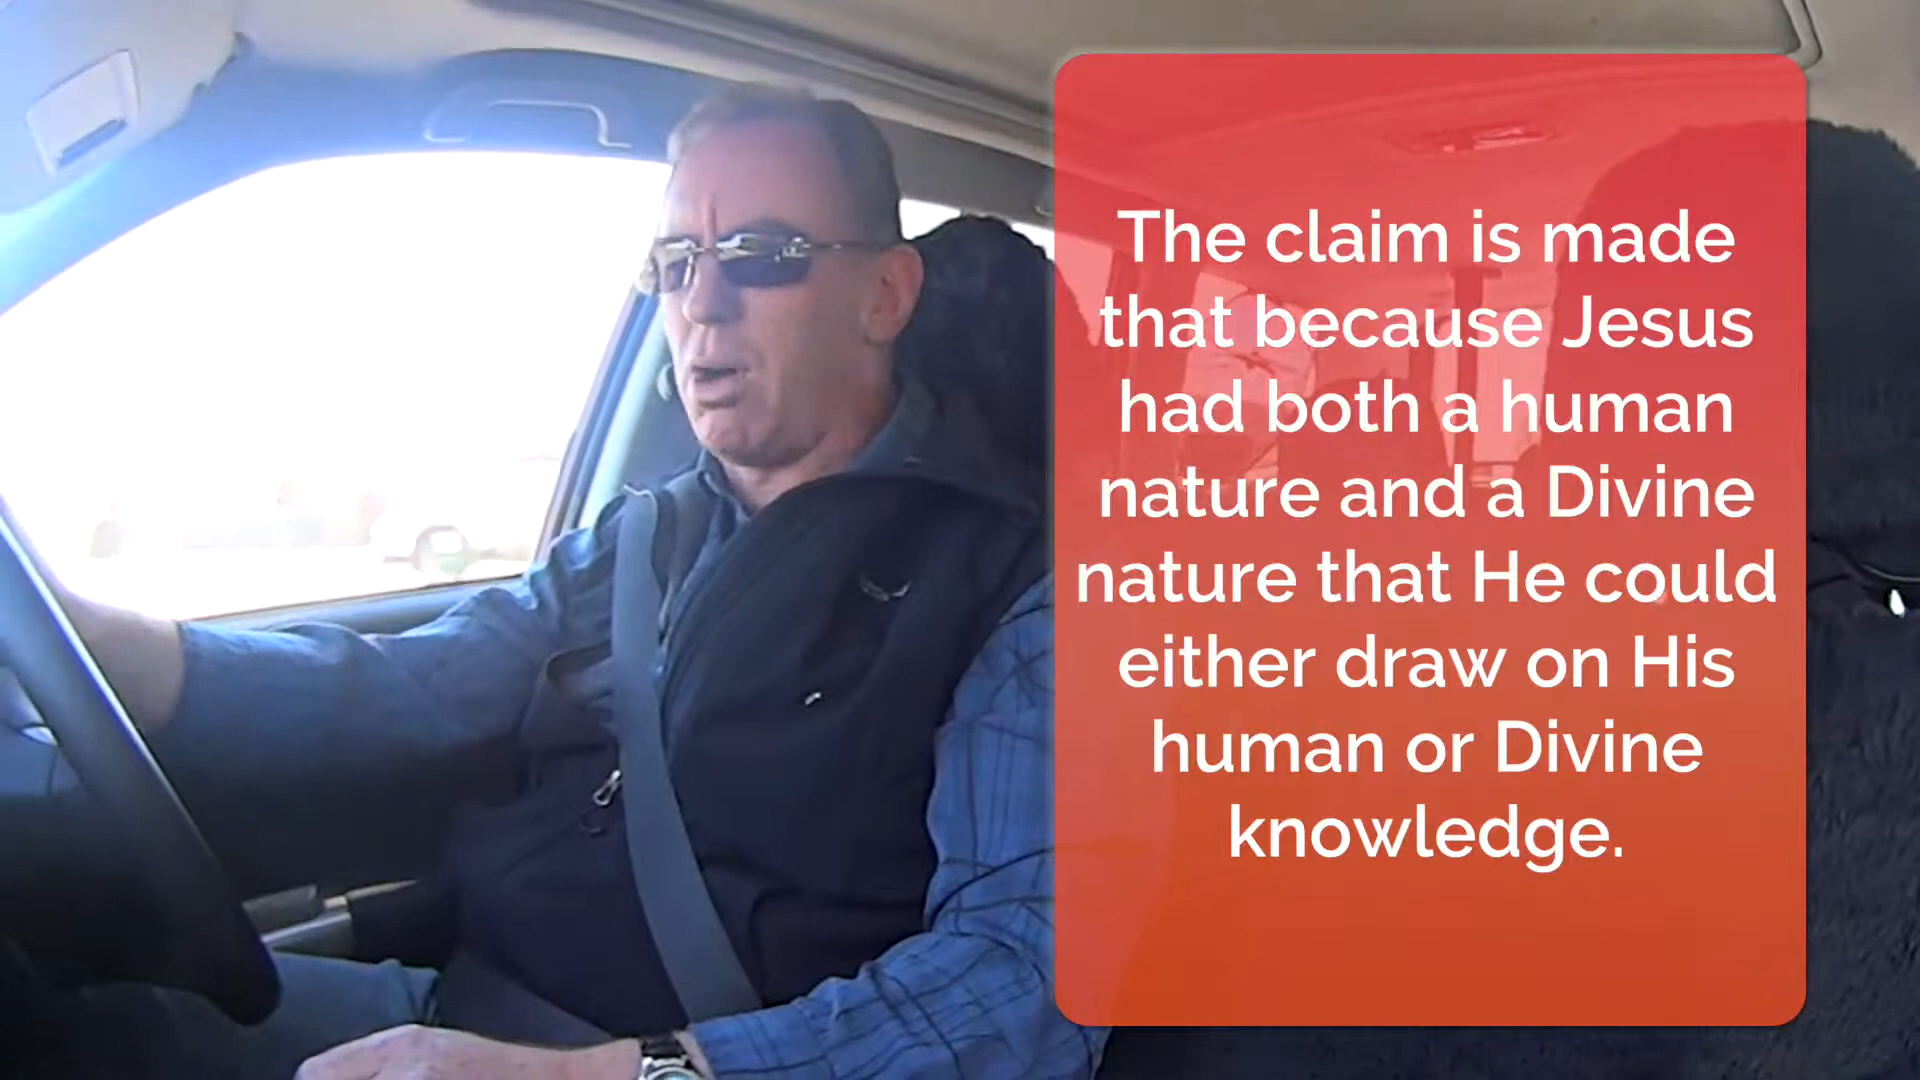 The claim is made
that because Jesus
had both a human
nature and a Divine
nature that He could
either draw on His
human or Divine
knowledge.